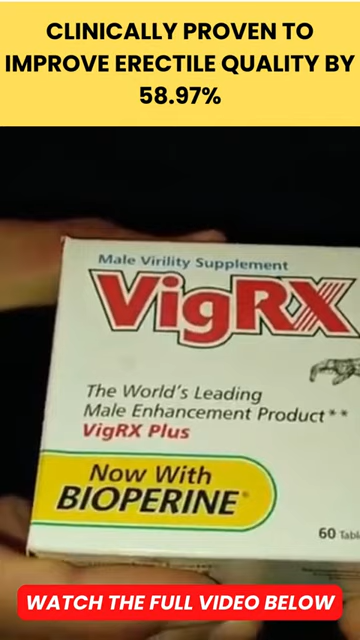 CLINICALLY PROVEN TO
IMPROVE ERECTILE QUALITY BY
58.97%
Male Virility Supplement
VigRX
The World's Leading
Male Enhancement Product**
VigRX Plus
Now With
BIOPERINE®
60
WATCH THE FULL VIDEO BELOW